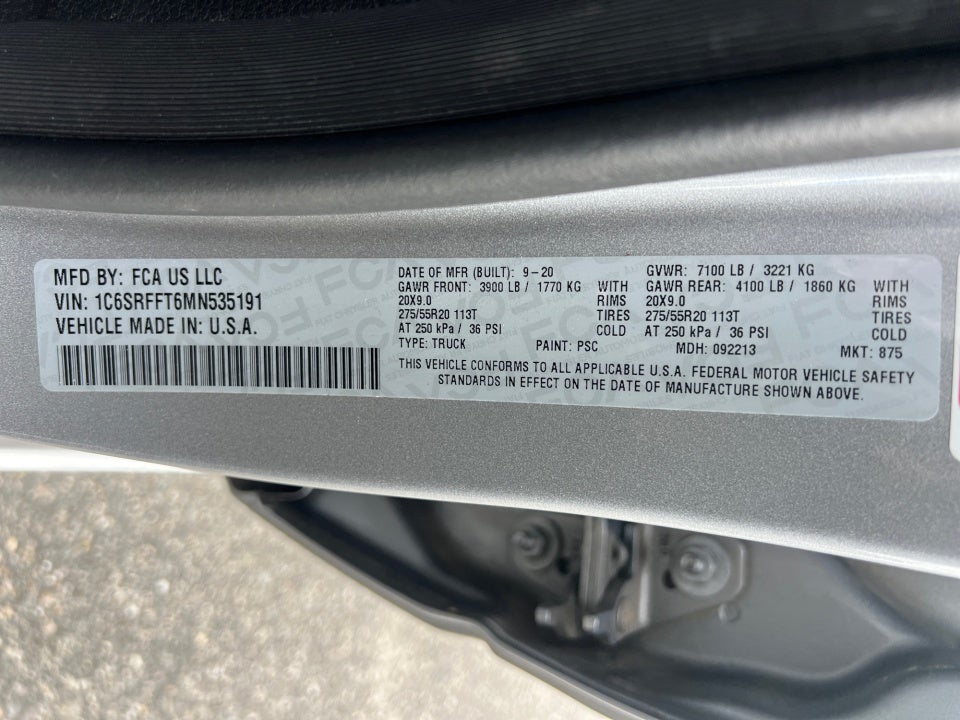 MFD BY: FCA US LLC
VIN: 1C6SRFFT6MN535191
VEHICLE MADE IN: U.S.A.
DATE OF MFR (BUILT): 9-20
GAWR FRONT: 3900 LB / 1770 KG WITH
20X9.0 RIMS
275/55R20 113T TIRES
AT 250 kPa / 36 PSI COLD
GVWR: 7100 LB / 3221 KG
GAWR REAR: 4100 LB / 1860 KG WITH
20X9.0 RIMS
275/55R20 113T TIRES
AT 250 kPa / 36 PSI COLD
TYPE: TRUCK PAINT: PSC MDH: 092213 MKT: 875
THIS VEHICLE CONFORMS TO ALL APPLICABLE U.S.A. FEDERAL MOTOR VEHICLE SAFETY
STANDARDS IN EFFECT ON THE DATE OF MANUFACTURE SHOWN ABOVE.